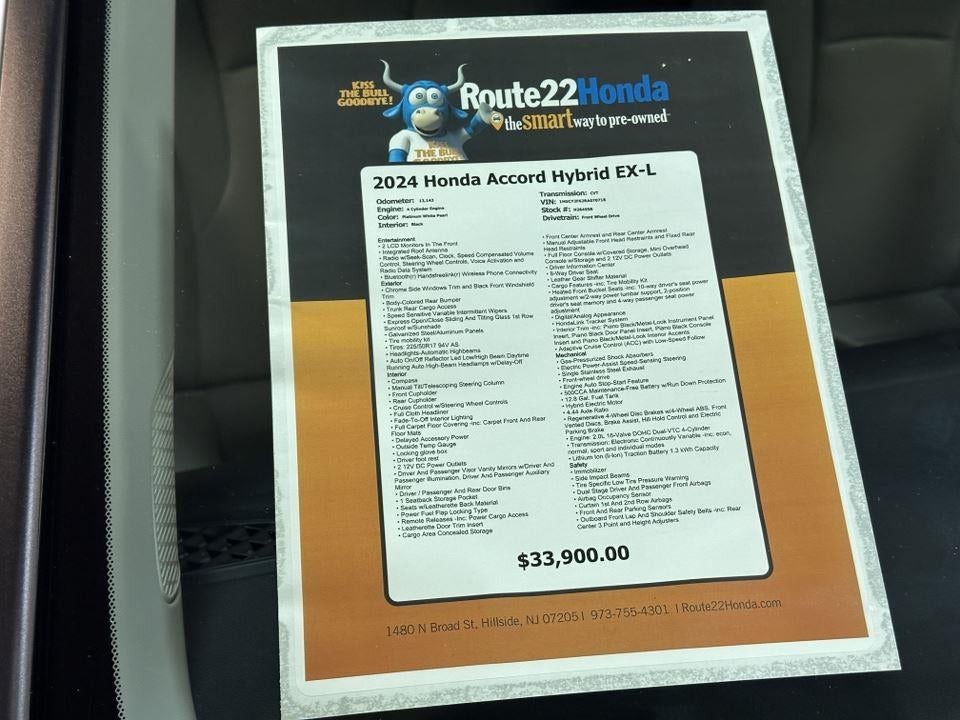 KISS
THE BULL
GOODBYE!
Route22Honda
the smart way to pre-owned
THE BULL
2024 Honda Accord Hybrid EX-L
Odometer: 13,142
Engine: 4 Cylinder Engine
Color: Platinum White Pearl
Interior: Black
Transmission: CVT
VIN:
Stock #:
Drivetrain: Front Wheel Drive
Entertainment
• 2 LCD Monitors In The Front
• Integrated Roof Antenna
• Radio w/Seek-Scan, Clock, Speed Compensated Volume
Control, Steering Wheel Controls, Voice Activation and
Radio Data System
• Bluetooth(r) Handsfreelink(r) Wireless Phone Connectivity
Exterior
• Chrome Side Windows Trim and Black Front Windshield
Trim
• Body-Colored Rear Bumper
• Trunk Rear Cargo Access
• Speed Sensitive Variable Intermittent Wipers
• Express Open/Close Sliding And Tilting Glass 1st Row
Sunroof w/Sunshade
• Galvanized Steel/Aluminum Panels
• Tire mobility kit
• Tires: 225/50R17 94V AS
• Headlights-Automatic Highbeams
• Auto On/Off Reflector Led Low/High Beam Daytime
Running Auto High-Beam Headlamps w/Delay-Off
Interior
• Compass
• Manual Tilt/Telescoping Steering Column
• Front Cupholder
• Rear Cupholder
• Cruise Control w/Steering Wheel Controls
• Full Cloth Headliner
• Fade-To-Off Interior Lighting
• Full Carpet Floor Covering -inc: Carpet Front And Rear
Floor Mats
• Delayed Accessory Power
• Outside Temp Gauge
• Locking glove box
• Driver foot rest
• 2 12V DC Power Outlets
• Driver And Passenger Visor Vanity Mirrors w/Driver And
Passenger Illumination, Driver And Passenger Auxiliary
Mirror
• Driver / Passenger And Rear Door Bins
• 1 Seatback Storage Pocket
• Seats w/Leatherette Back Material
• Power Fuel Flap Locking Type
• Remote Releases -Inc: Power Cargo Access
• Leatherette Door Trim Insert
• Cargo Area Concealed Storage
• Front Center Armrest and Rear Center Armrest
• Manual Adjustable Front Head Restraints and Fixed Rear
Head Restraints
• Full Floor Console w/Covered Storage, Mini Overhead
Console w/Storage and 2 12V DC Power Outlets
• Driver Information Center
• 8-Way Driver Seat
• Leather Gear Shifter Material
• Cargo Features -inc: Tire Mobility Kit
• Heated Front Bucket Seats -inc: 10-way driver's seat power
adjustment w/2-way power lumbar support, 2-position
driver's seat memory and 4-way passenger seat power
adjustment
• Digital/Analog Appearance
• HondaLink Tracker System
• Interior Trim -inc: Piano Black/Metal-Look Instrument Panel
Insert, Piano Black Door Panel Insert, Piano Black Console
Insert and Piano Black/Metal-Look Interior Accents
• Adaptive Cruise Control (ACC) with Low-Speed Follow
Mechanical
• Gas-Pressurized Shock Absorbers
• Electric Power-Assist Speed-Sensing Steering
• Single Stainless Steel Exhaust
• Front-wheel drive
• Engine Auto Stop-Start Feature
• 500CCA Maintenance-Free Battery w/Run Down Protection
• 12.8 Gal. Fuel Tank
• Hybrid Electric Motor
• 4.44 Axle Ratio
• Regenerative 4-Wheel Disc Brakes w/4-Wheel ABS, Front
Vented Discs, Brake Assist, Hill Hold Control and Electric
Parking Brake
• Engine: 2.0L 16-Valve DOHC Dual-VTC 4-Cylinder
• Transmission: Electronic Continuously Variable -inc: econ,
normal, sport and individual modes
• Lithium Ion (li-Ion) Traction Battery 1.3 kWh Capacity
Safety
• Immobilizer
• Side Impact Beams
• Tire Specific Low Tire Pressure Warning
• Dual Stage Driver And Passenger Front Airbags
• Airbag Occupancy Sensor
• Curtain 1st And 2nd Row Airbags
• Front And Rear Parking Sensors
• Outboard Front Lap And Shoulder Safety Belts -inc: Rear
Center 3 Point and Height Adjusters
$33,900.00
1480 N Broad St, Hillside, NJ 07205 | 973-755-4301 | Route22Honda.com